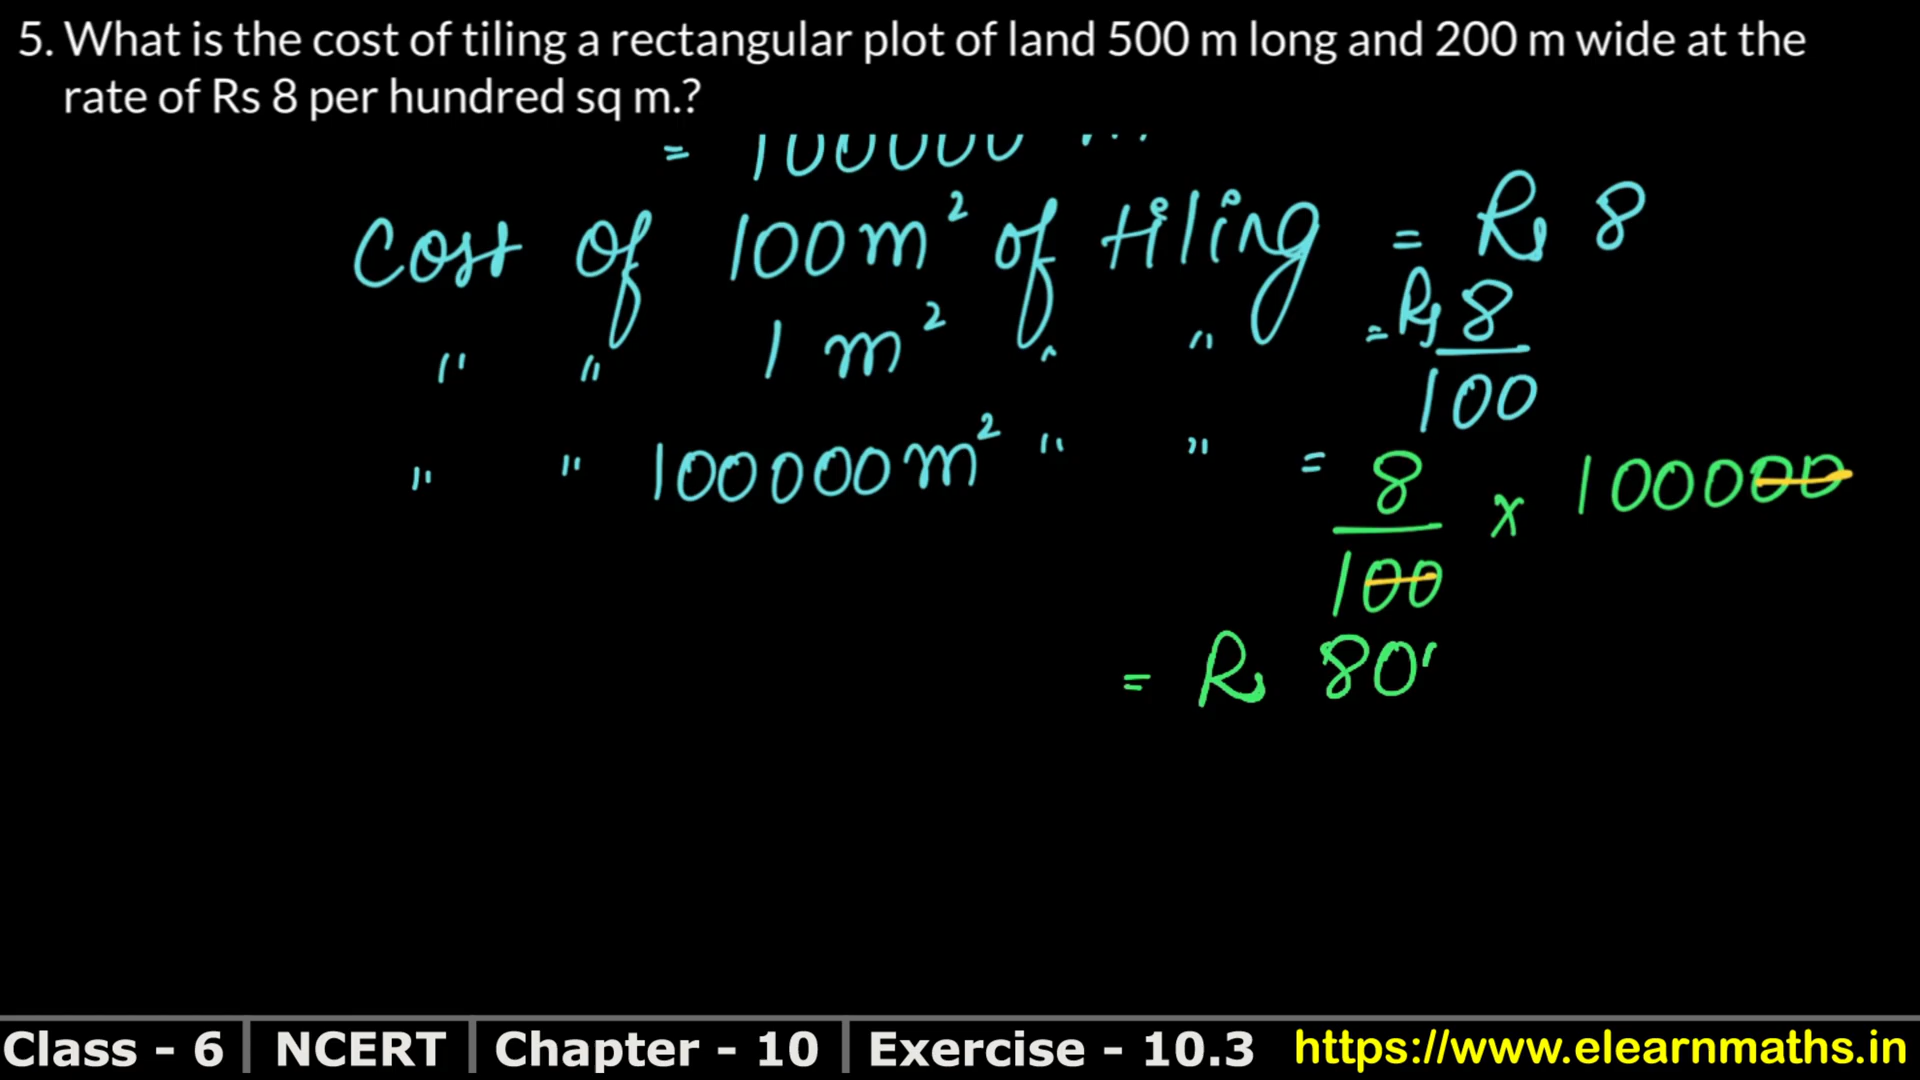 5. What is the cost of tiling a rectangular plot of land 500 m long and 200 m wide at the
rate of Rs 8 per hundred sq m.?
= 100000
Cost of 100m² of tiling = Rs 8
" " 1 m² " " = Rs 8/100
" " 100000m² " " = 8/100 x 100000
= Rs 80
Class - 6 | NCERT | Chapter - 10 | Exercise - 10.3 https://www.elearnmaths.in